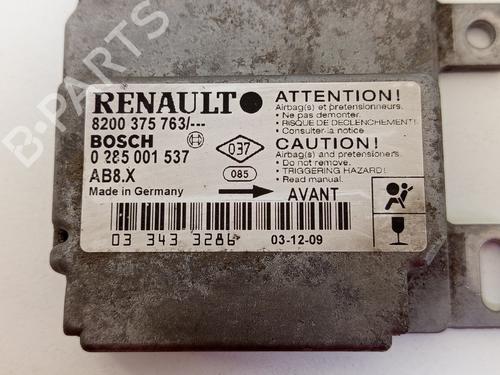 RENAULT
8200 375 763/---
BOSCH
0 285 001 537
AB8.X
Made in Germany
037
085
ATTENTION!
Airbag(s) et pretensionneurs.
• Ne pas demonter.
• RISQUE DE DECLENCHEMENT!
• Consulter la notice.
CAUTION!
Airbag(s) and pretensioners.
• Do not remove.
• TRIGGERING HAZARD!
• Read manual.
AVANT
03 343 3286
03-12-09
B PARTS